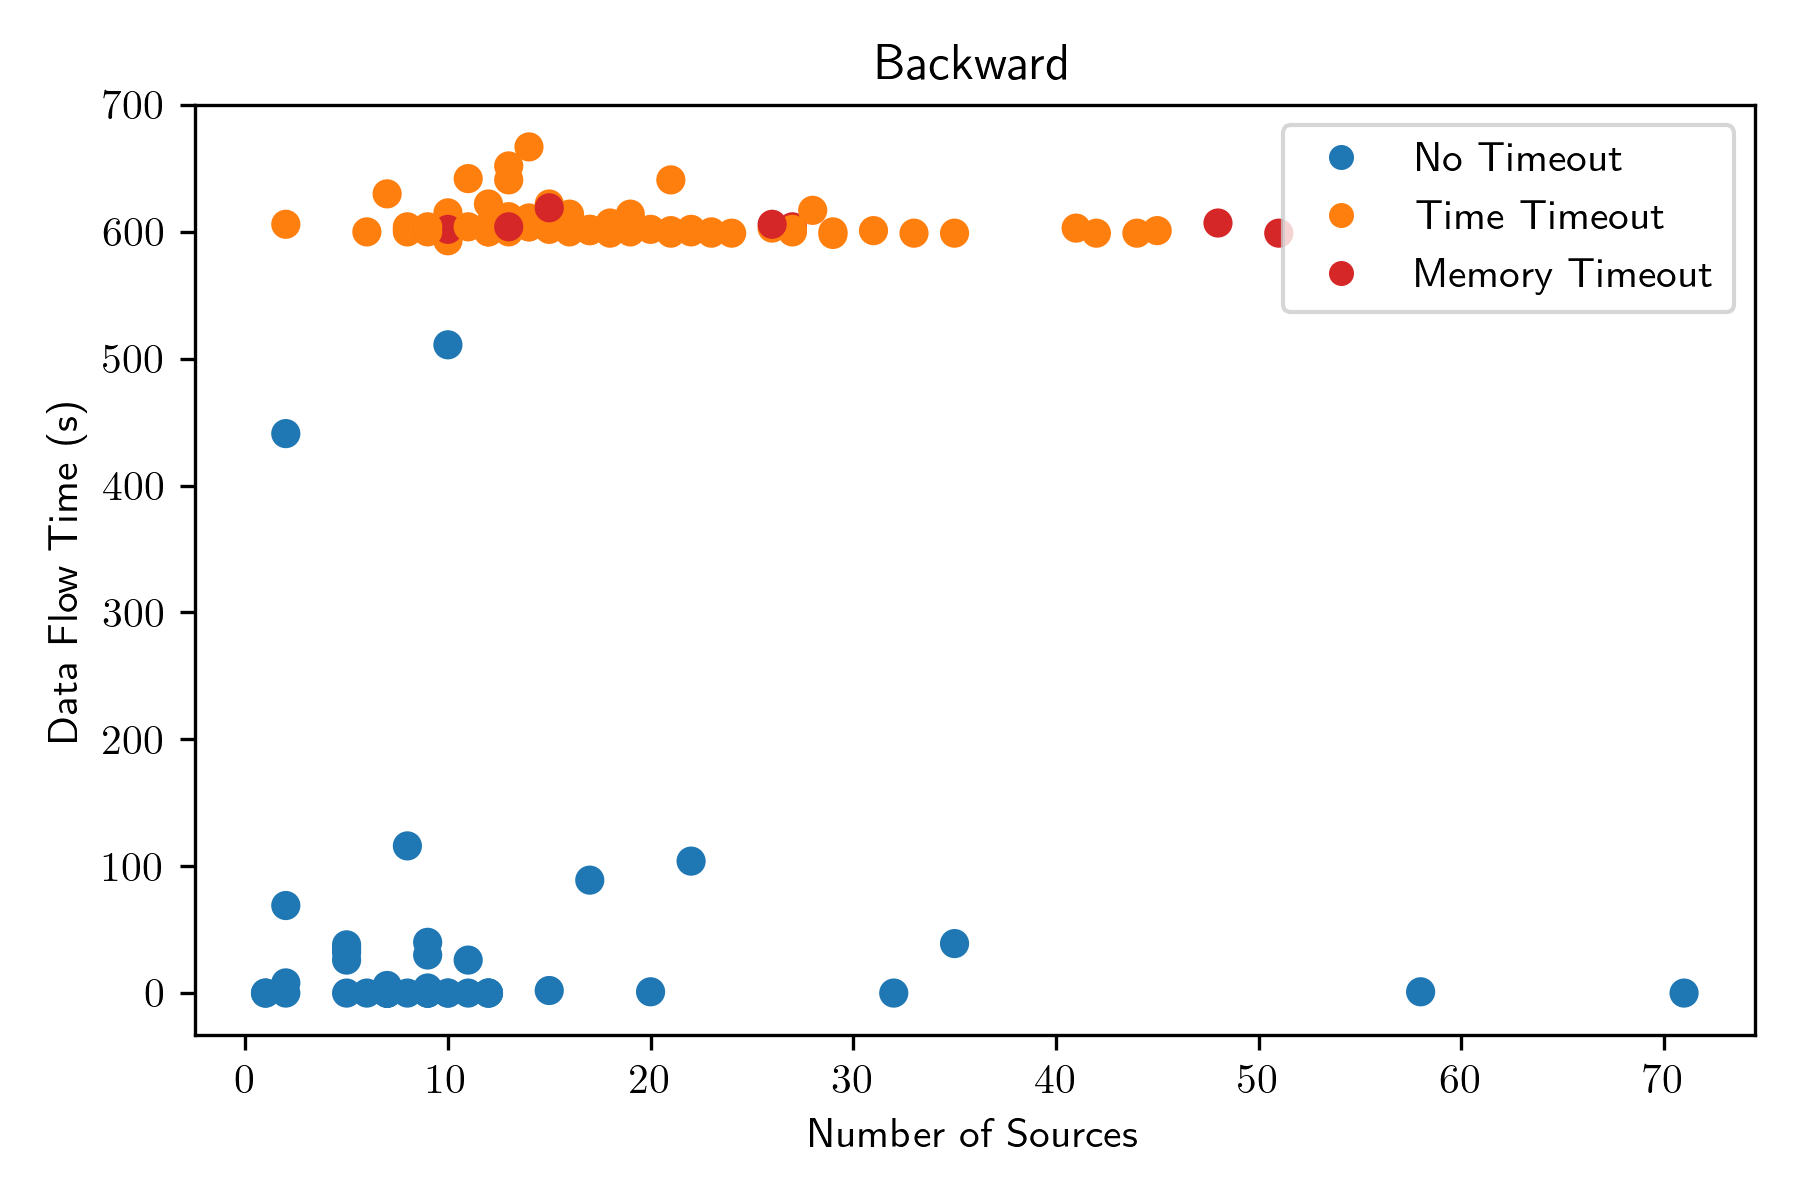 Backward
700
600
500
400
300
200
100
0
Data Flow Time (s)
No Timeout
Time Timeout
Memory Timeout
0 10 20 30 40 50 60 70
Number of Sources